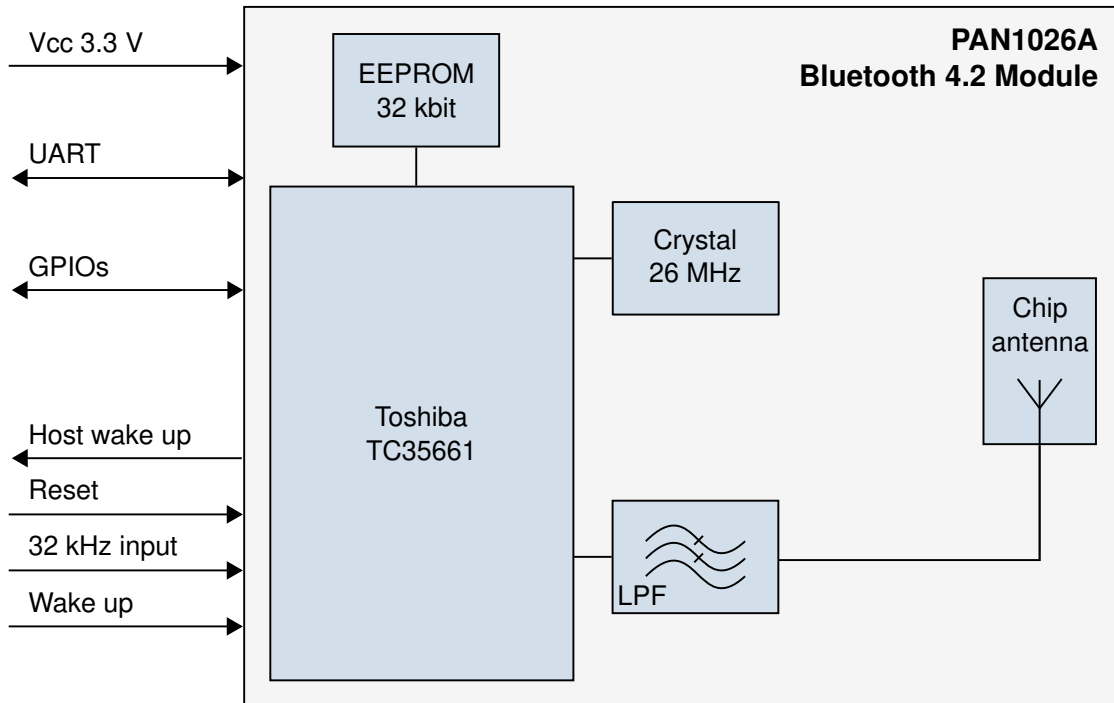 Vcc 3.3 V
UART
GPIOs
Host wake up
Reset
32 kHz input
Wake up
PAN1026A
Bluetooth 4.2 Module
EEPROM
32 kbit
Crystal
26 MHz
Toshiba
TC35661
Chip
antenna
LPF